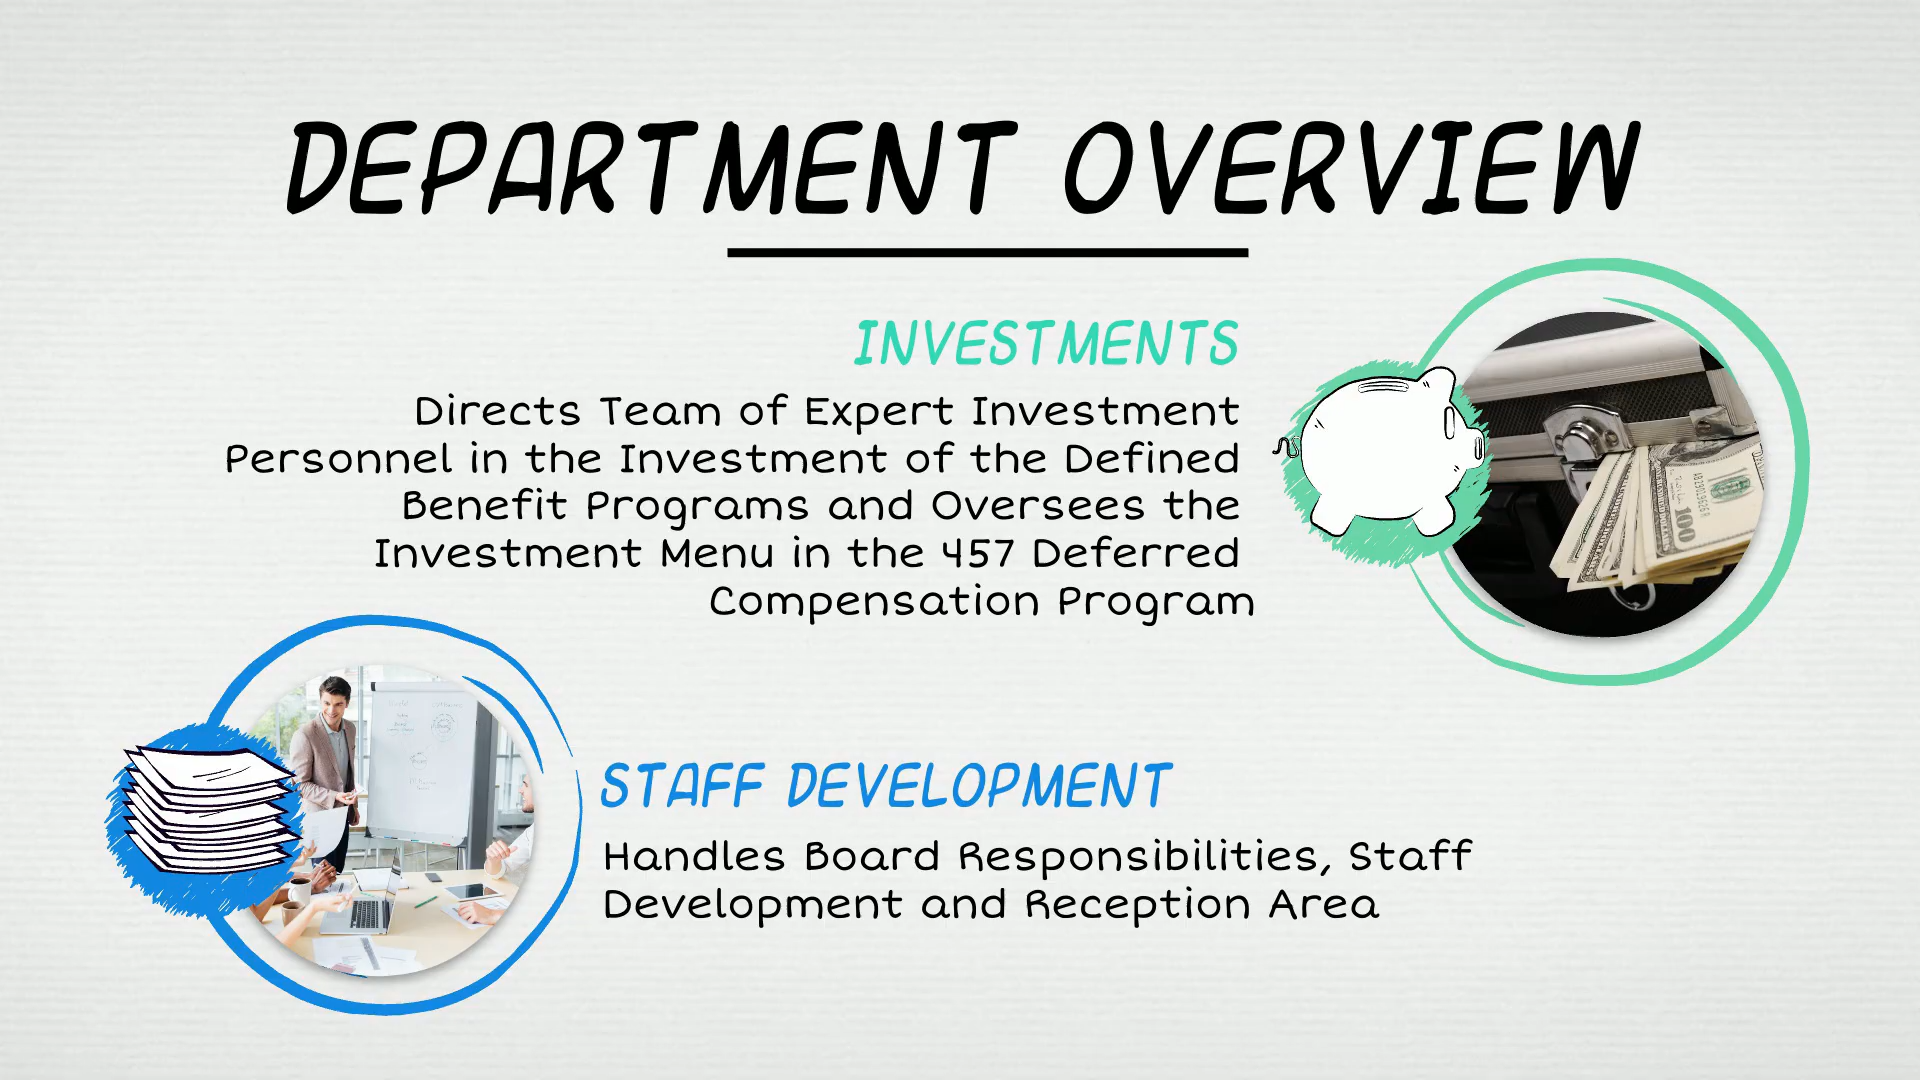 DEPARTMENT OVERVIEW
INVESTMENTS
Directs Team of Expert Investment
Personnel in the Investment of the Defined
Benefit Programs and Oversees the
Investment Menu in the 457 Deferred
Compensation Program
100
STAFF DEVELOPMENT
Handles Board Responsibilities, Staff
Development and Reception Area